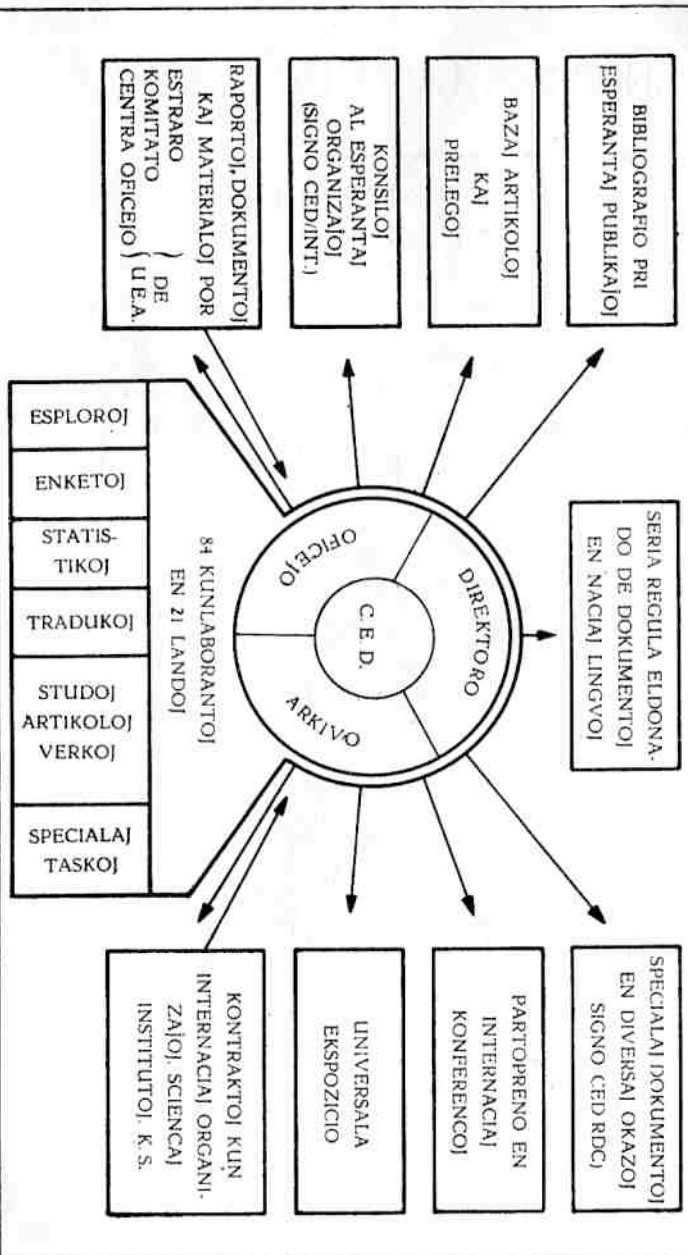 BIBLIOGRAFIO PRI
ESPERANTAJ PUBLIKAĴOJ
BAZAJ ARTIKOLOJ
KAJ
PRELEGOJ
KONSILOJ
AL ESPERANTAJ
ORGANIZAĴOJ
(SIGNO CED/INT.)
RAPORTOJ, DOKUMENTOJ
KAJ MATERIALOJ POR
ESTRARO
KOMITATO
CENTRA OFICEJO
DE
U.E.A.
SERIA REGULA ELDONA-
DO DE DOKUMENTOJ
EN NACIAJ LINGVOJ
DIREKTORO
OFICEJO
C.E.D.
ARKIVO
84 KUNLABORANTOJ
EN 21 LANDOJ
ESPLOROJ
ENKETOJ
STATIS-
TIKOJ
TRADUKOJ
STUDOJ
ARTIKOLOJ
VERKOJ
SPECIALAJ
TASKOJ
SPECIALAJ DOKUMENTOJ
EN DIVERSAJ OKAZOJ
SIGNO CED RDC)
PARTOPRENO EN
INTERNACIAJ
KONFERENCOJ
UNIVERSALA
EKSPOZICIO
KONTRAKTOJ KUN
INTERNACIAJ ORGANI-
ZAĴOJ. SCIENCAJ
INSTITUTOJ. K. S.